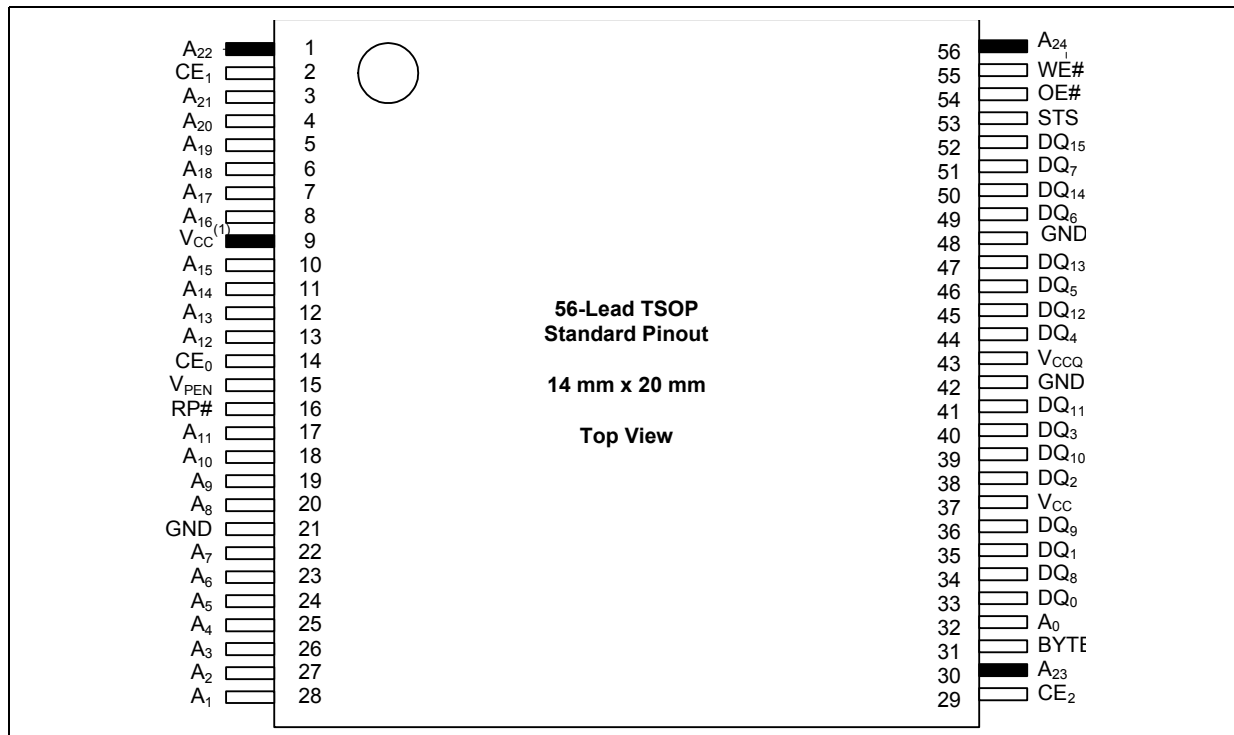 A22 1
CE1 2
A21 3
A20 4
A19 5
A18 6
A17 7
A16 8
VCC(1) 9
A15 10
A14 11
A13 12
A12 13
CE0 14
VPEN 15
RP# 16
A11 17
A10 18
A9 19
A8 20
GND 21
A7 22
A6 23
A5 24
A4 25
A3 26
A2 27
A1 28
56-Lead TSOP
Standard Pinout
14 mm x 20 mm
Top View
56 A24
55 WE#
54 OE#
53 STS
52 DQ15
51 DQ7
50 DQ14
49 DQ6
48 GND
47 DQ13
46 DQ5
45 DQ12
44 DQ4
43 VCCQ
42 GND
41 DQ11
40 DQ3
39 DQ10
38 DQ2
37 VCC
36 DQ9
35 DQ1
34 DQ8
33 DQ0
32 A0
31 BYTE
30 A23
29 CE2